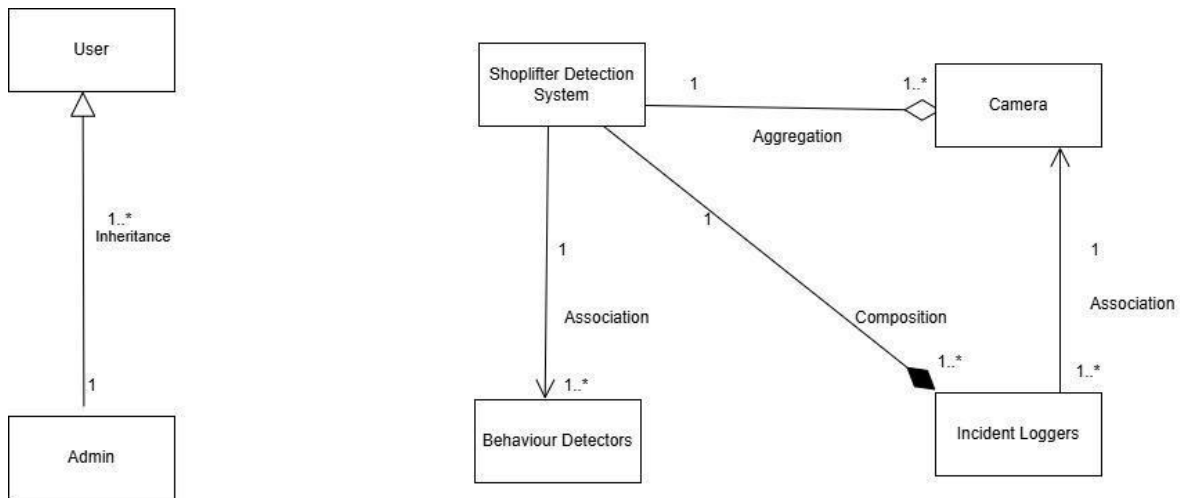 User
1..*
Inheritance
1
Admin
Shoplifter Detection
System
1
1..*
Aggregation
Camera
1
Association
1..*
Behaviour Detectors
1
Composition
1..*
1
Association
1..*
Incident Loggers